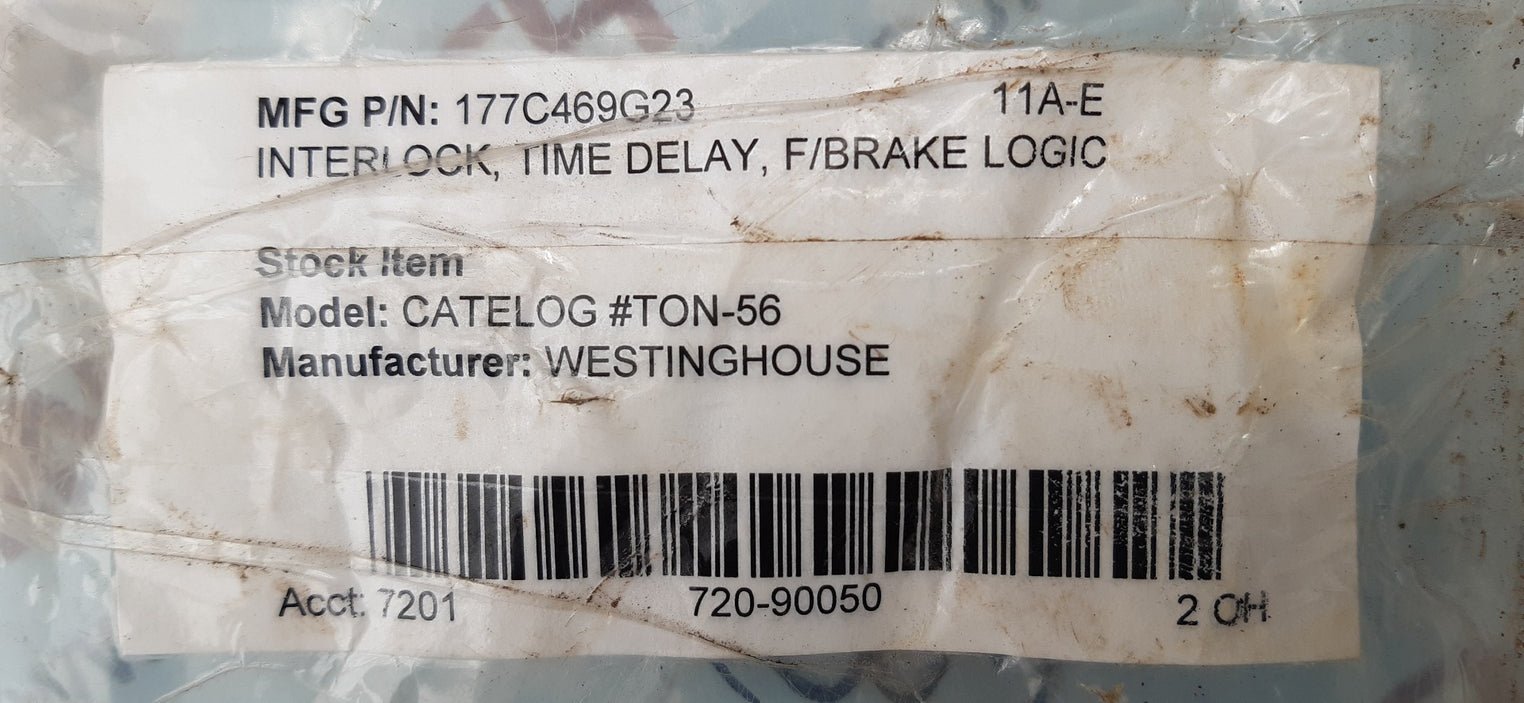 MFG P/N: 177C469G23 11A-E
INTERLOCK, TIME DELAY, F/BRAKE LOGIC
Stock Item
Model: CATELOG #TON-56
Manufacturer: WESTINGHOUSE
Acct: 7201 720-90050 2 OH